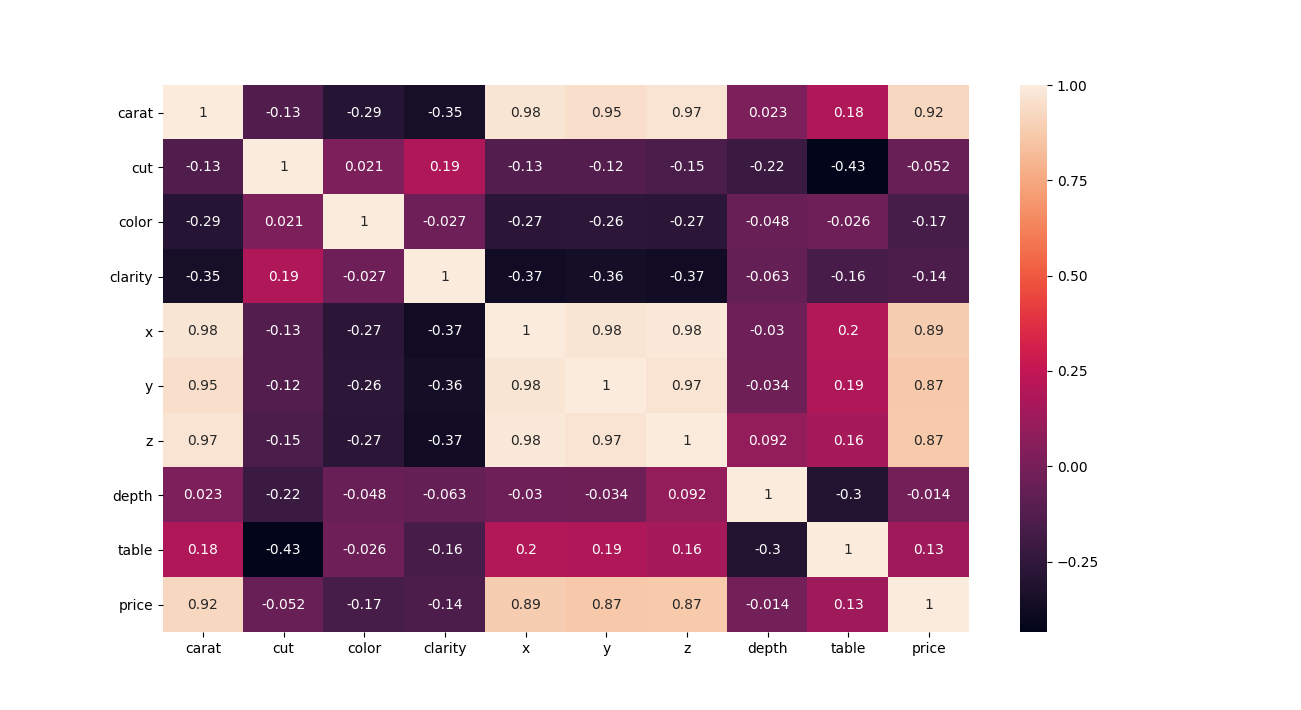 carat 1 -0.13 -0.29 -0.35 0.98 0.95 0.97 0.023 0.18 0.92
cut -0.13 1 0.021 0.19 -0.13 -0.12 -0.15 -0.22 -0.43 -0.052
color -0.29 0.021 1 -0.027 -0.27 -0.26 -0.27 -0.048 -0.026 -0.17
clarity -0.35 0.19 -0.027 1 -0.37 -0.36 -0.37 -0.063 -0.16 -0.14
x 0.98 -0.13 -0.27 -0.37 1 0.98 0.98 -0.03 0.2 0.89
y 0.95 -0.12 -0.26 -0.36 0.98 1 0.97 -0.034 0.19 0.87
z 0.97 -0.15 -0.27 -0.37 0.98 0.97 1 0.092 0.16 0.87
depth 0.023 -0.22 -0.048 -0.063 -0.03 -0.034 0.092 1 -0.3 -0.014
table 0.18 -0.43 -0.026 -0.16 0.2 0.19 0.16 -0.3 1 0.13
price 0.92 -0.052 -0.17 -0.14 0.89 0.87 0.87 -0.014 0.13 1
carat cut color clarity x y z depth table price
1.00
0.75
0.50
0.25
0.00
−0.25